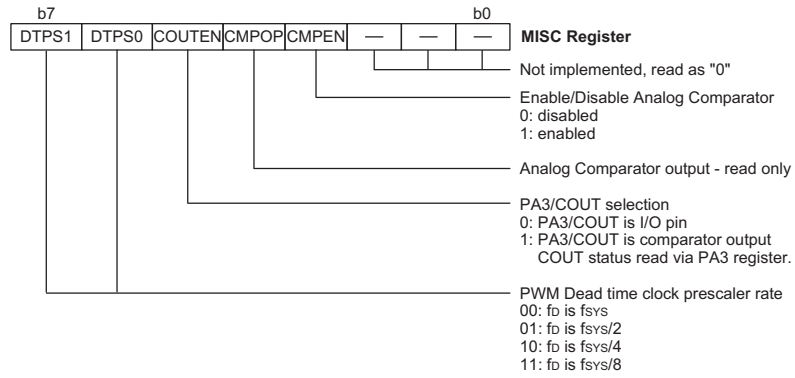 b7 b0
DTPS1 DTPS0 COUTEN CMPOP CMPEN — — — MISC Register
Not implemented, read as "0"
Enable/Disable Analog Comparator
0: disabled
1: enabled
Analog Comparator output - read only
PA3/COUT selection
0: PA3/COUT is I/O pin
1: PA3/COUT is comparator output
COUT status read via PA3 register.
PWM Dead time clock prescaler rate
00: fD is fSYS
01: fD is fSYS/2
10: fD is fSYS/4
11: fD is fSYS/8